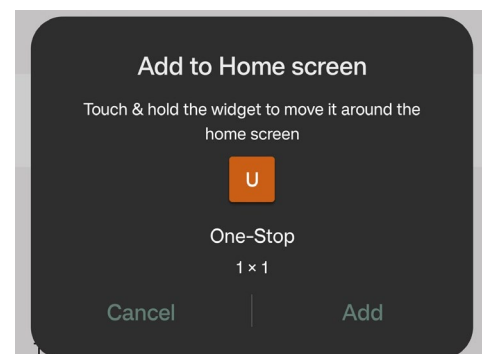 Add to Home screen
Touch & hold the widget to move it around the
home screen
U
One-Stop
1 × 1
Cancel
Add